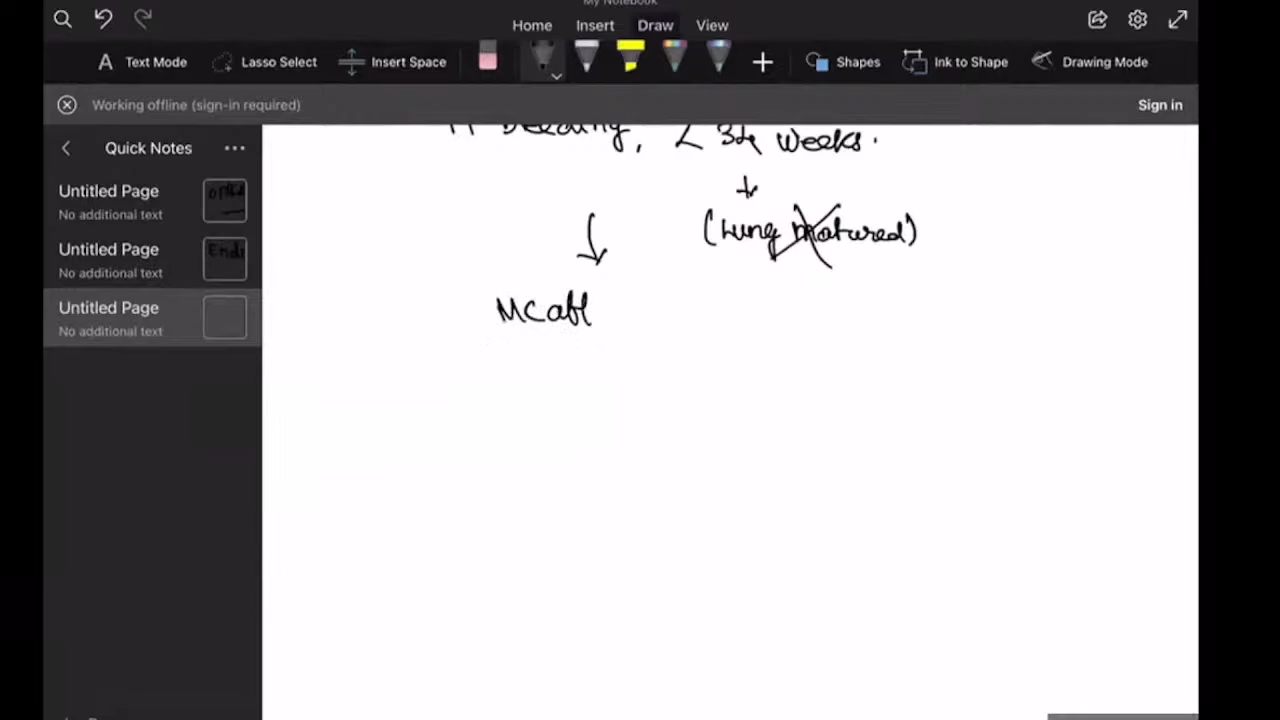 My Notebook
Home Insert Draw View
Text Mode Lasso Select Insert Space Shapes Ink to Shape Drawing Mode
Working offline (sign-in required) Sign in
Quick Notes
Untitled Page
No additional text
Untitled Page
No additional text
Untitled Page
No additional text
bleeding, < 34 weeks.
(Lung matured)